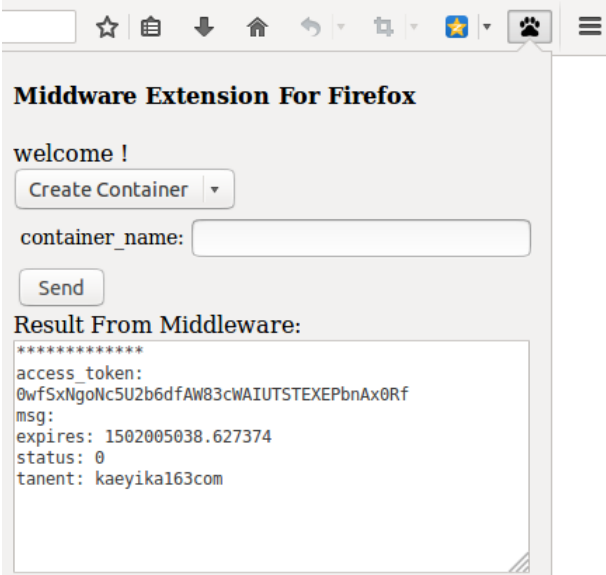 Middware Extension For Firefox
welcome !
Create Container
container_name:
Send
Result From Middleware:
*************
access_token:
0wfSxNgoNc5U2b6dfAW83cWAIUTSTEXEPbnAx0Rf
msg:
expires: 1502005038.627374
status: 0
tanent: kaeyika163com